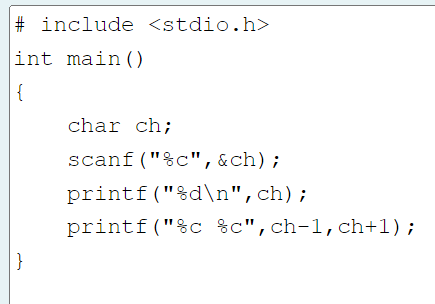 # include <stdio.h>
int main()
{
    char ch;
    scanf("%c",&ch);
    printf("%d\n",ch);
    printf("%c %c",ch-1,ch+1);
}